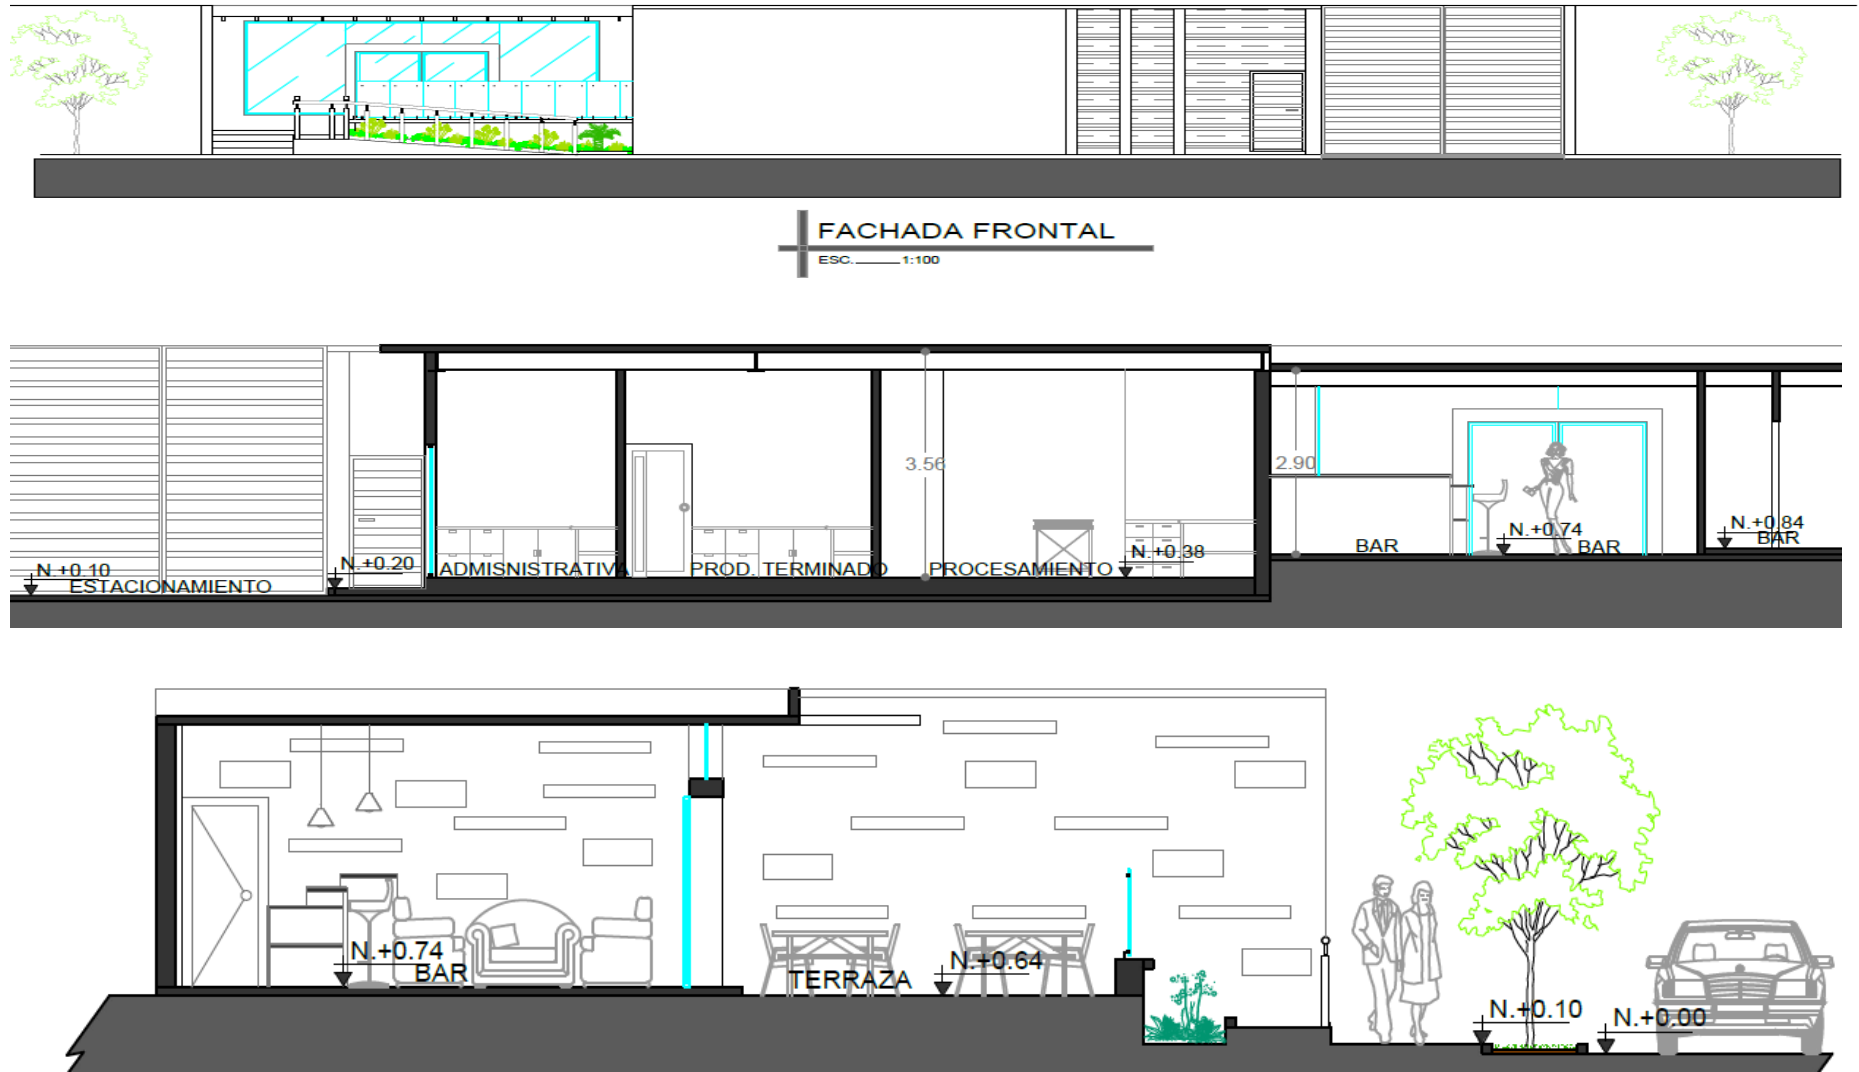 FACHADA FRONTAL
ESC. 1:100
3.56
2.90
N.+0.10
ESTACIONAMIENTO
N.+0.20
ADMISNISTRATIVA
PROD. TERMINADO
PROCESAMIENTO
N.+0.38
BAR
N.+0.74
BAR
N.+0.84
BAR
N.+0.74
BAR
TERRAZA
N.+0.64
N.+0.10
N.+0.00